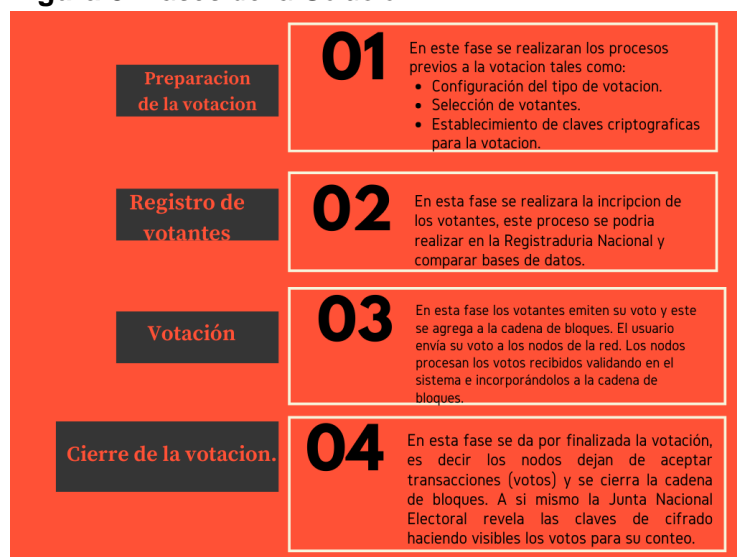 Preparacion
de la votacion
01
En este fase se realizaran los procesos
previos a la votacion tales como:
• Configuración del tipo de votacion.
• Selección de votantes.
• Establecimiento de claves criptograficas
para la votacion.
Registro de
votantes
02
En esta fase se realizara la incripcion de
los votantes, este proceso se podria
realizar en la Registraduria Nacional y
comparar bases de datos.
Votación
03
En esta fase los votantes emiten su voto y este
se agrega a la cadena de bloques. El usuario
envía su voto a los nodos de la red. Los nodos
procesan los votos recibidos validando en el
sistema e incorporándolos a la cadena de
bloques.
Cierre de la votacion.
04
En esta fase se da por finalizada la votación,
es decir los nodos dejan de aceptar
transacciones (votos) y se cierra la cadena
de bloques. A si mismo la Junta Nacional
Electoral revela las claves de cifrado
haciendo visibles los votos para su conteo.